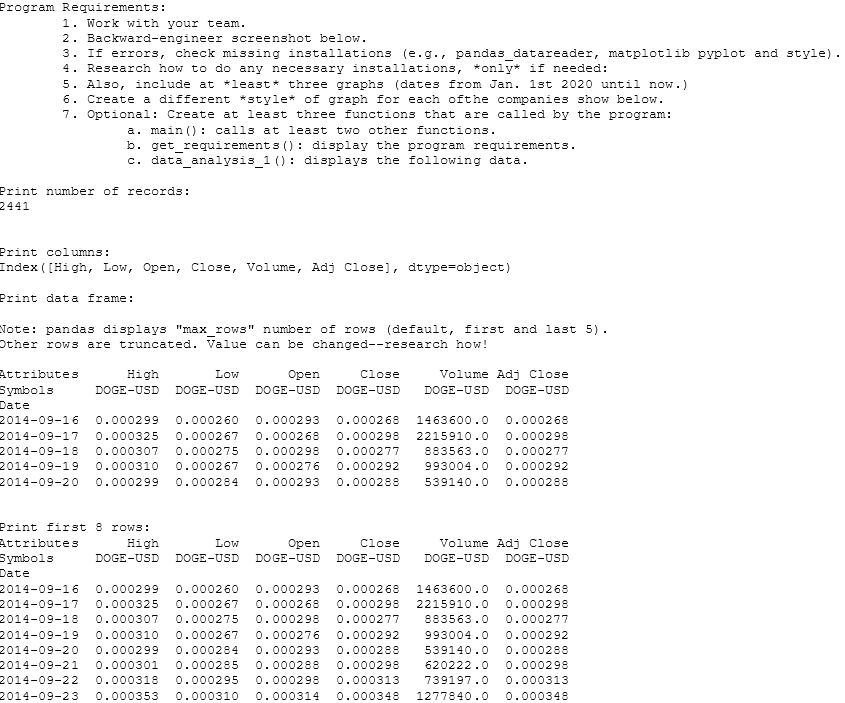 Program Requirements:
1. Work with your team.
2. Backward-engineer screenshot below.
3. If errors, check missing installations (e.g., pandas_datareader, matplotlib pyplot and style).
4. Research how to do any necessary installations, *only* if needed:
5. Also, include at *least* three graphs (dates from Jan. 1st 2020 until now.)
6. Create a different *style* of graph for each ofthe companies show below.
7. Optional: Create at least three functions that are called by the program:
a. main(): calls at least two other functions.
b. get_requirements(): display the program requirements.
c. data_analysis_1(): displays the following data.
Print number of records:
2441
Print columns:
Index([High, Low, Open, Close, Volume, Adj Close], dtype=object)
Print data frame:
Note: pandas displays "max_rows" number of rows (default, first and last 5).
Other rows are truncated. Value can be changed--research how!
Attributes High Low Open Close Volume Adj Close
Symbols DOGE-USD DOGE-USD DOGE-USD DOGE-USD DOGE-USD DOGE-USD
Date
2014-09-16 0.000299 0.000260 0.000293 0.000268 1463600.0 0.000268
2014-09-17 0.000325 0.000267 0.000268 0.000298 2215910.0 0.000298
2014-09-18 0.000307 0.000275 0.000298 0.000277 883563.0 0.000277
2014-09-19 0.000310 0.000267 0.000276 0.000292 993004.0 0.000292
2014-09-20 0.000299 0.000284 0.000293 0.000288 539140.0 0.000288
Print first 8 rows:
Attributes High Low Open Close Volume Adj Close
Symbols DOGE-USD DOGE-USD DOGE-USD DOGE-USD DOGE-USD DOGE-USD
Date
2014-09-16 0.000299 0.000260 0.000293 0.000268 1463600.0 0.000268
2014-09-17 0.000325 0.000267 0.000268 0.000298 2215910.0 0.000298
2014-09-18 0.000307 0.000275 0.000298 0.000277 883563.0 0.000277
2014-09-19 0.000310 0.000267 0.000276 0.000292 993004.0 0.000292
2014-09-20 0.000299 0.000284 0.000293 0.000288 539140.0 0.000288
2014-09-21 0.000301 0.000285 0.000288 0.000298 620222.0 0.000298
2014-09-22 0.000318 0.000295 0.000298 0.000313 739197.0 0.000313
2014-09-23 0.000353 0.000310 0.000314 0.000348 1277840.0 0.000348